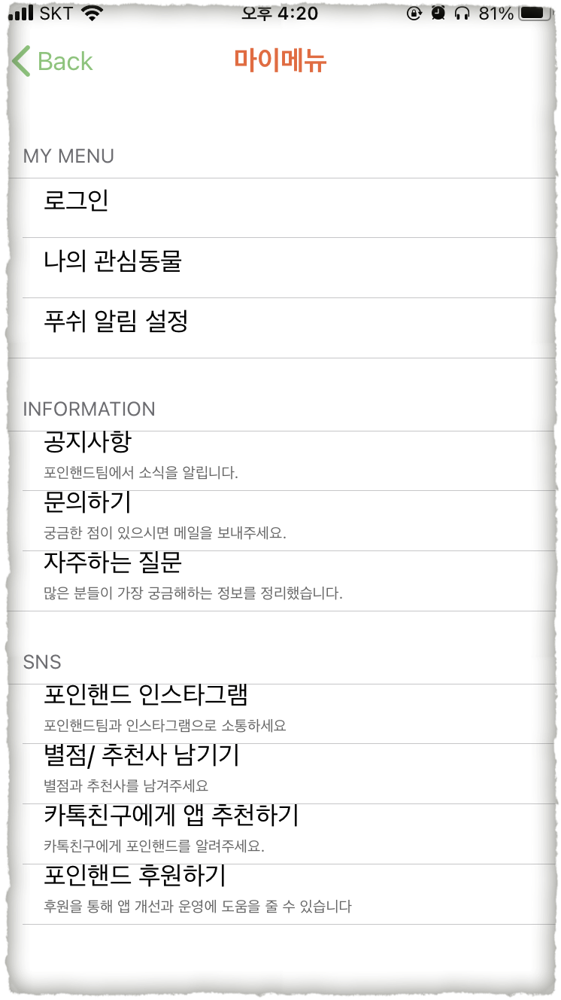 SKT 오후 4:20 81%
Back 마이메뉴
MY MENU
로그인
나의 관심동물
푸쉬 알림 설정
INFORMATION
공지사항
포인핸드팀에서 소식을 알립니다.
문의하기
궁금한 점이 있으시면 메일을 보내주세요.
자주하는 질문
많은 분들이 가장 궁금해하는 정보를 정리했습니다.
SNS
포인핸드 인스타그램
포인핸드팀과 인스타그램으로 소통하세요
별점/ 추천사 남기기
별점과 추천사를 남겨주세요
카톡친구에게 앱 추천하기
카톡친구에게 포인핸드를 알려주세요.
포인핸드 후원하기
후원을 통해 앱 개선과 운영에 도움을 줄 수 있습니다